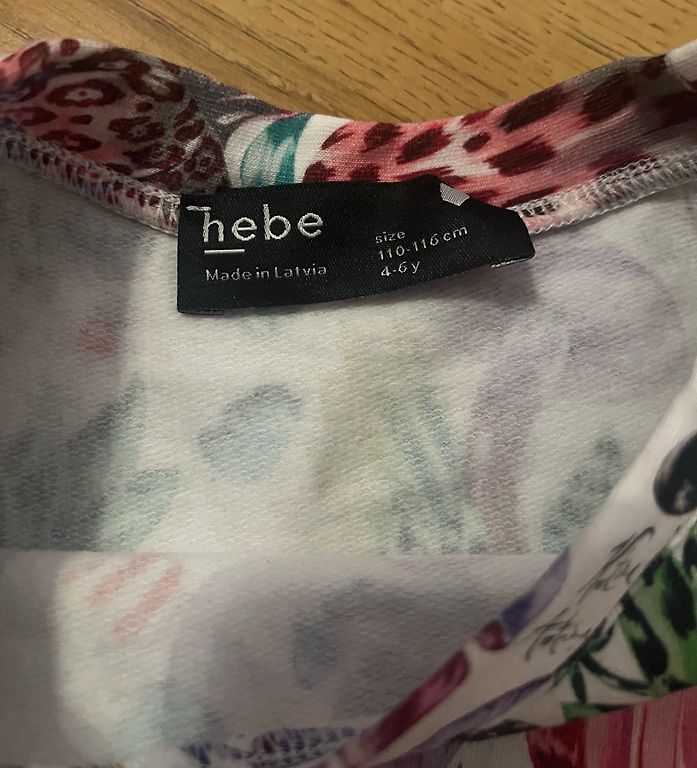 hebe
Made in Latvia
size
110-116 cm
4-6 y